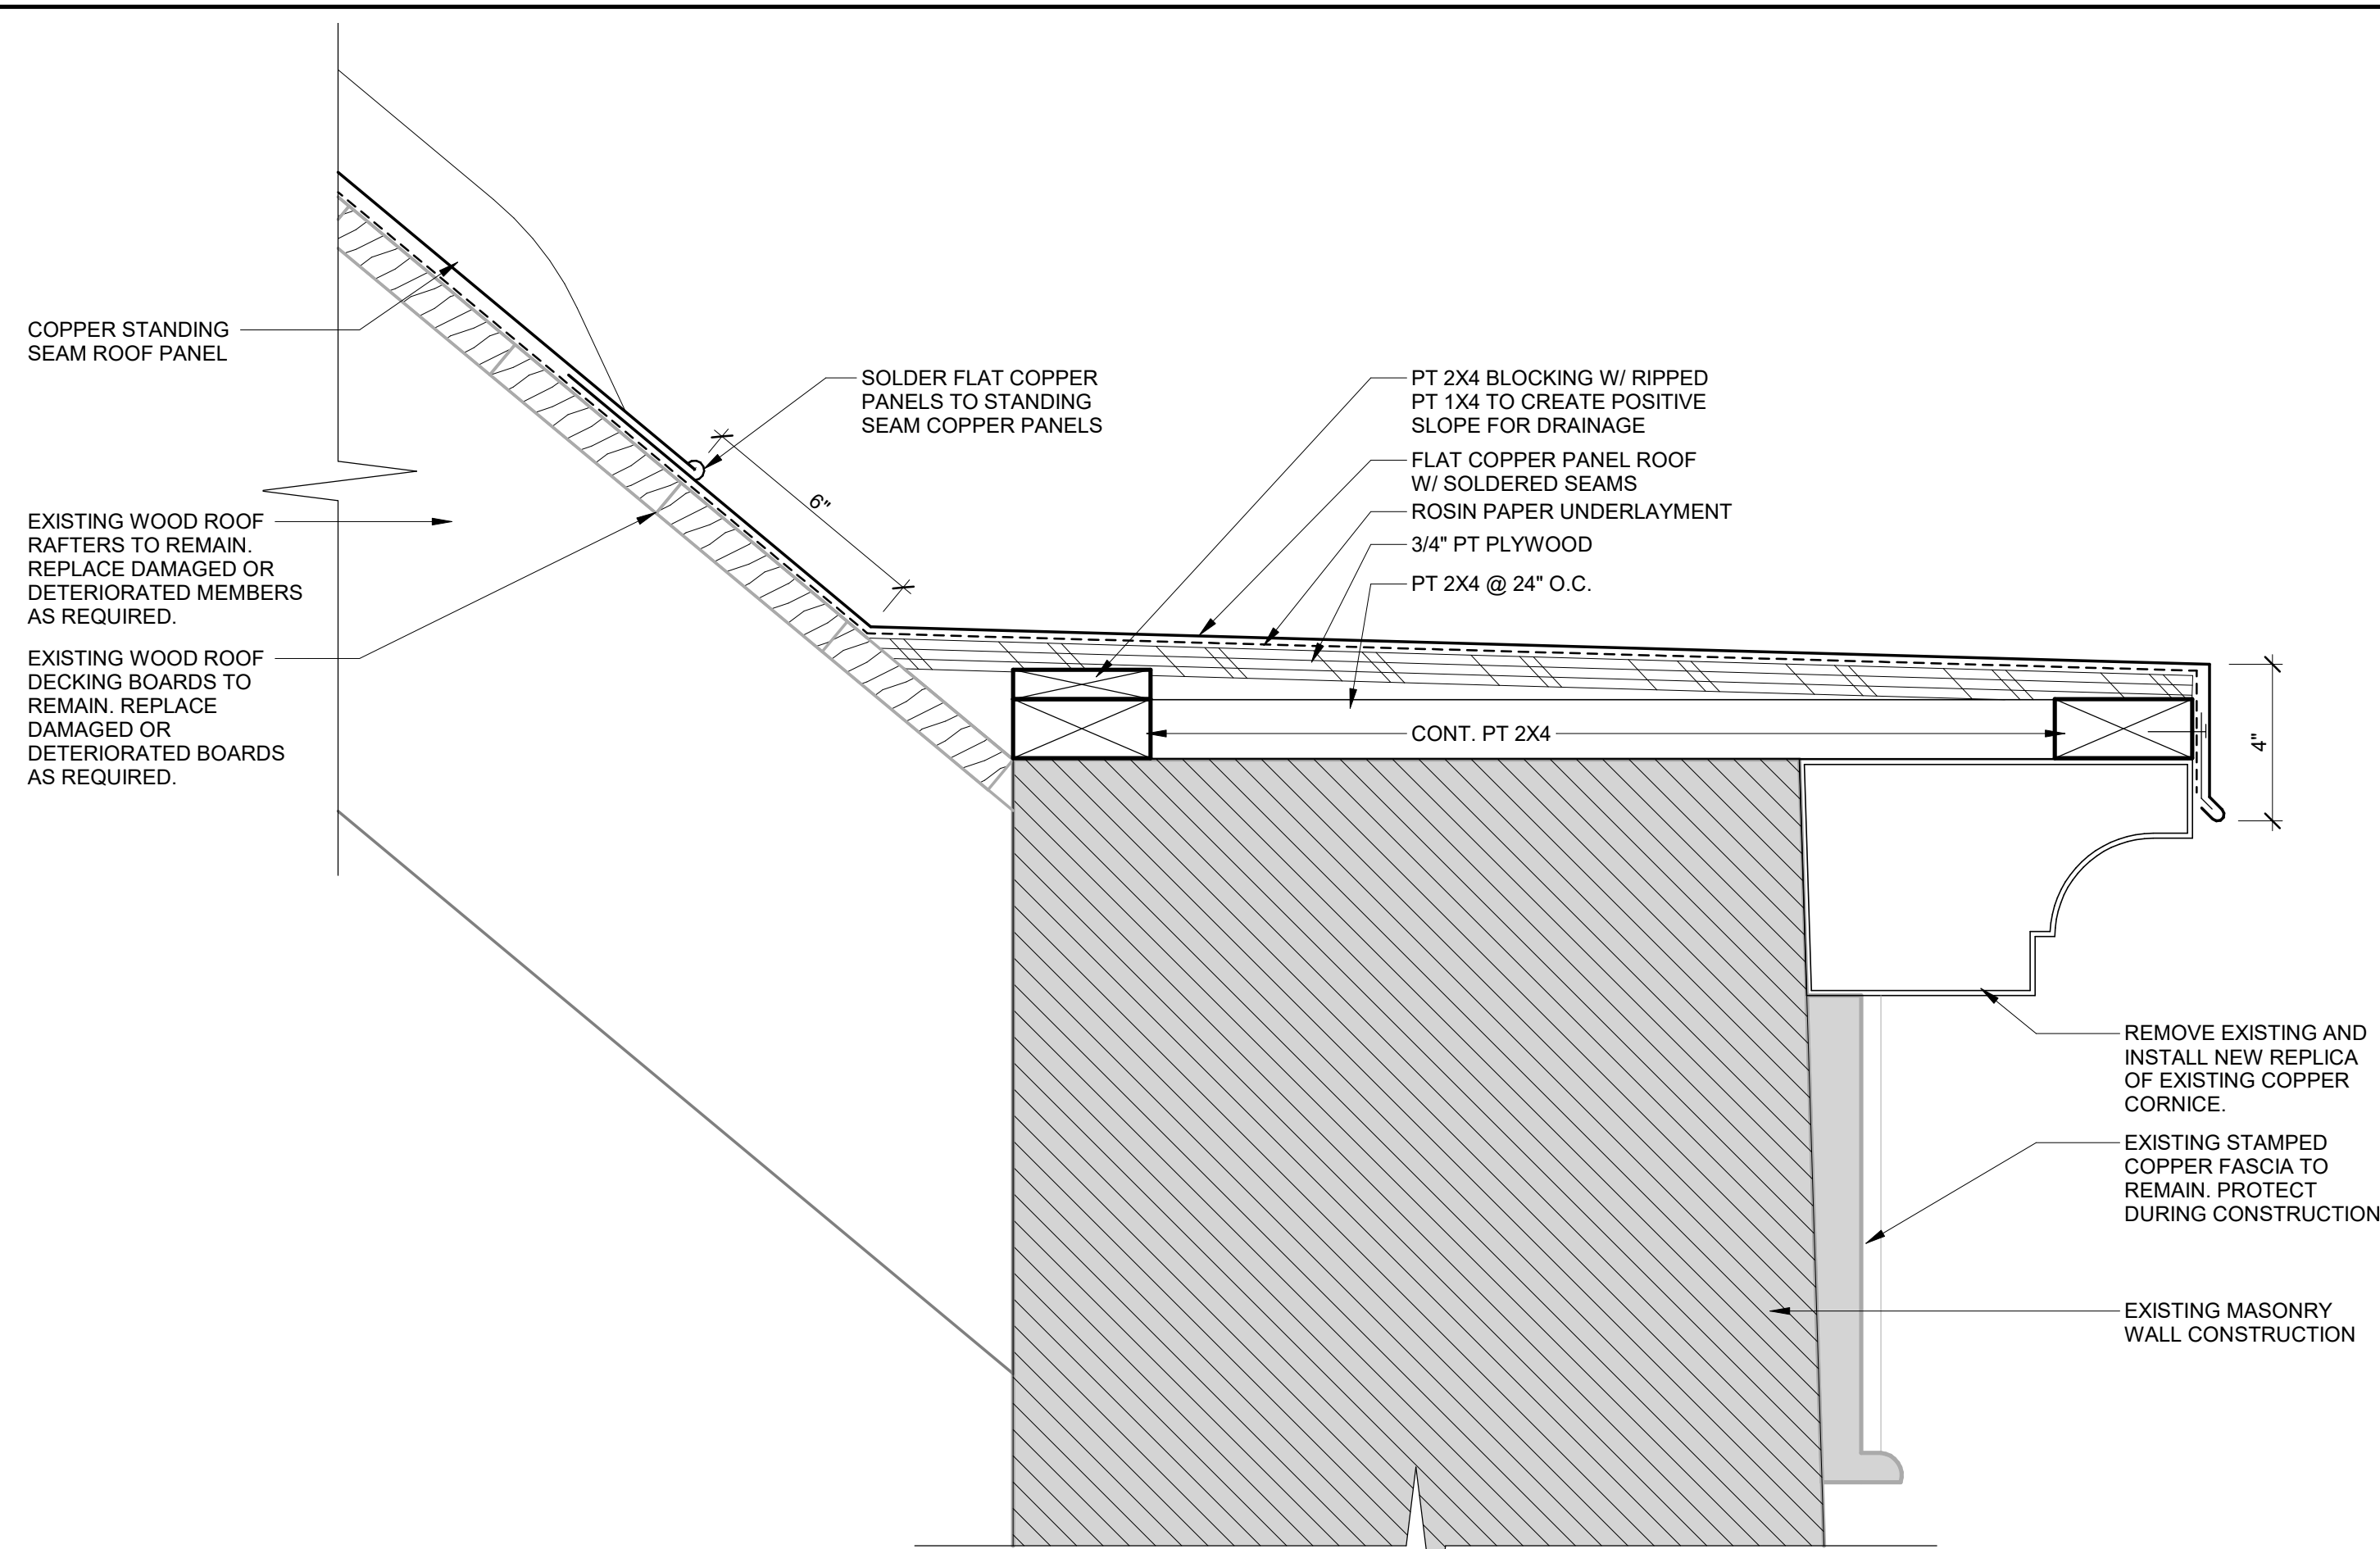 COPPER STANDING
SEAM ROOF PANEL
EXISTING WOOD ROOF
RAFTERS TO REMAIN.
REPLACE DAMAGED OR
DETERIORATED MEMBERS
AS REQUIRED.
EXISTING WOOD ROOF
DECKING BOARDS TO
REMAIN. REPLACE
DAMAGED OR
DETERIORATED BOARDS
AS REQUIRED.
SOLDER FLAT COPPER
PANELS TO STANDING
SEAM COPPER PANELS
6"
PT 2X4 BLOCKING W/ RIPPED
PT 1X4 TO CREATE POSITIVE
SLOPE FOR DRAINAGE
FLAT COPPER PANEL ROOF
W/ SOLDERED SEAMS
ROSIN PAPER UNDERLAYMENT
3/4" PT PLYWOOD
PT 2X4 @ 24" O.C.
CONT. PT 2X4
4"
REMOVE EXISTING AND
INSTALL NEW REPLICA
OF EXISTING COPPER
CORNICE.
EXISTING STAMPED
COPPER FASCIA TO
REMAIN. PROTECT
DURING CONSTRUCTION
EXISTING MASONRY
WALL CONSTRUCTION